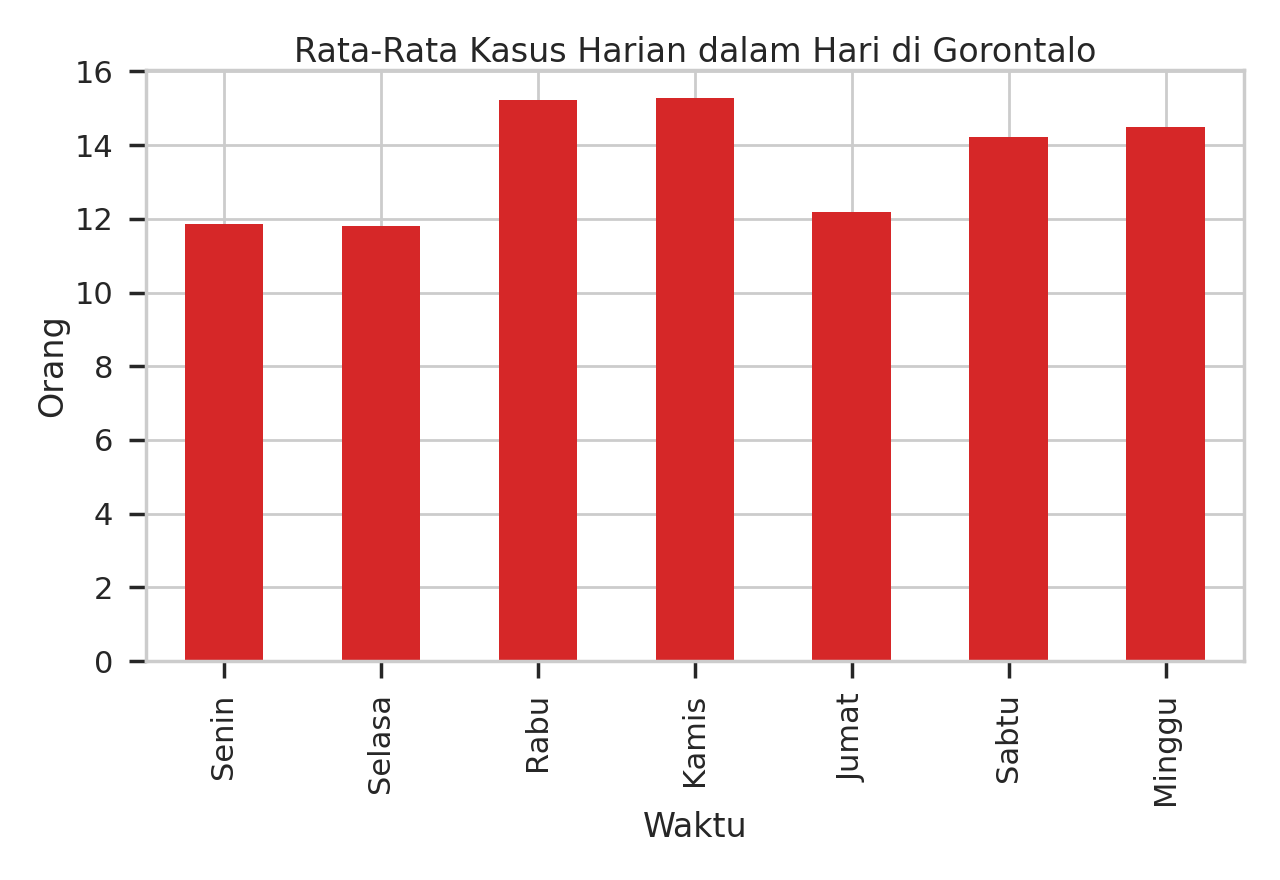 Rata-Rata Kasus Harian dalam Hari di Gorontalo
16
14
12
10
8
6
4
2
0
Orang
Senin
Selasa
Rabu
Kamis
Jumat
Sabtu
Minggu
Waktu